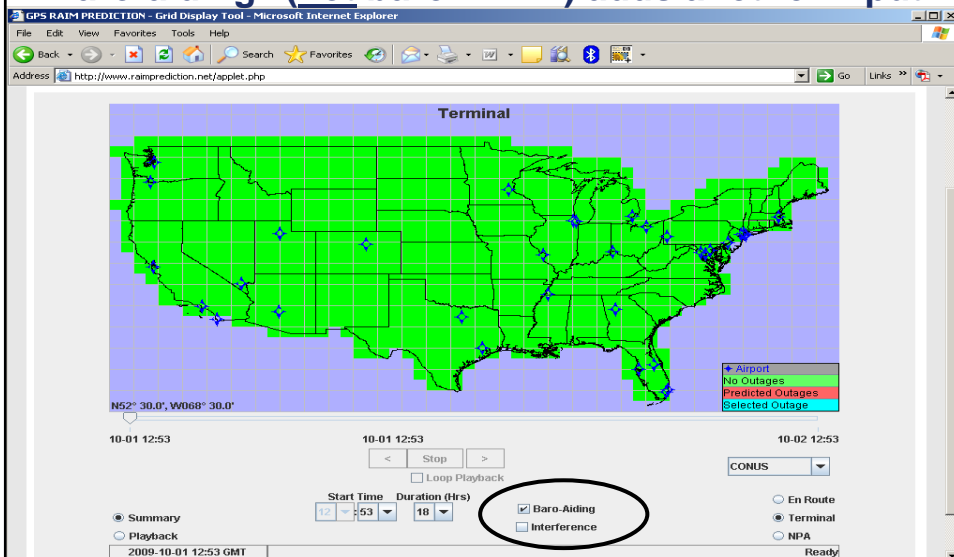 GPS RAIM PREDICTION - Grid Display Tool - Microsoft Internet Explorer
File Edit View Favorites Tools Help
Back Search Favorites
Address http://www.raimprediction.net/applet.php Go Links »
Terminal
Airport
No Outages
Predicted Outages
Selected Outage
N52° 30.0', W068° 30.0'
10-01 12:53 10-01 12:53 10-02 12:53
< Stop >
Loop Playback
CONUS
Start Time Duration (Hrs)
12 : 53 18
Baro-Aiding
Interference
En Route
Terminal
NPA
Summary
Playback
2009-10-01 12:53 GMT Ready